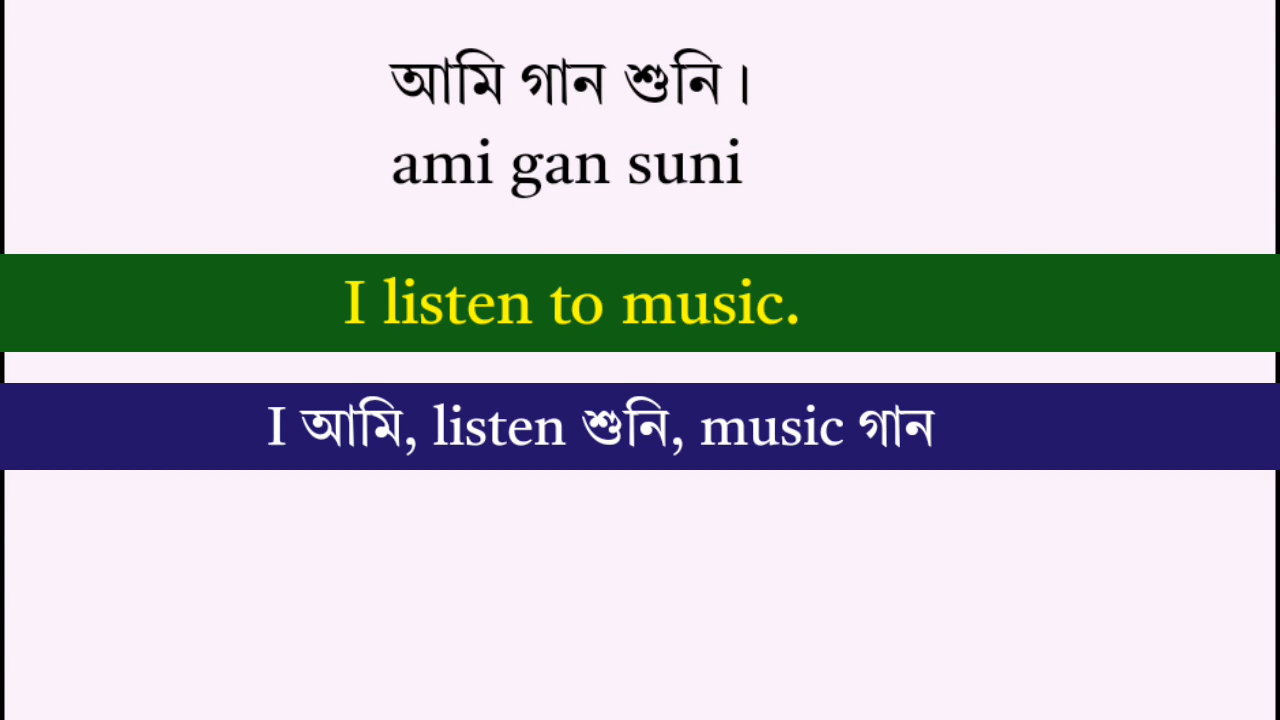 আমি গান শুনি।
ami gan suni
I listen to music.
I আমি, listen শুনি, music গান